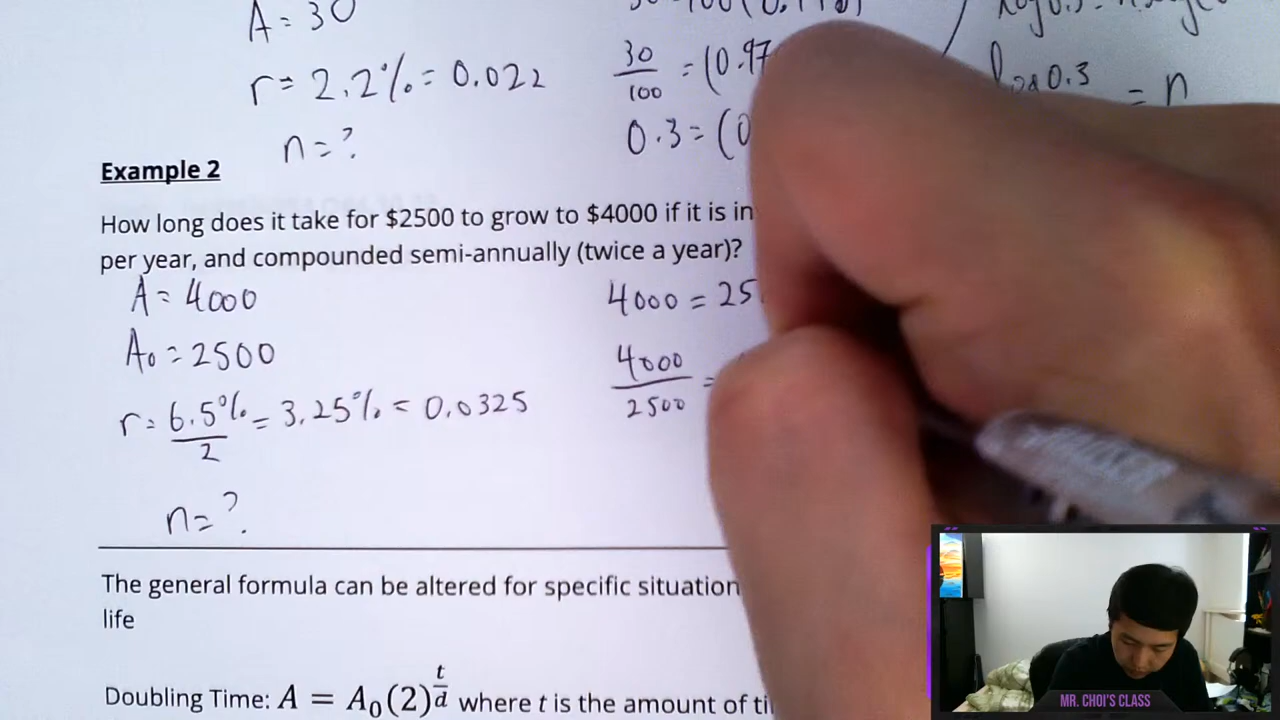 A = 30
r = 2.2% = 0.022
n = ?
30/100 = (0.97
0.3 = (0
log 0.3 = n
Example 2
How long does it take for $2500 to grow to $4000 if it is in
per year, and compounded semi-annually (twice a year)?
A = 4000
A₀ = 2500
r = 6.5%/2 = 3.25% = 0.0325
n = ?
4000 = 25
4000/2500 =
The general formula can be altered for specific situation
life
Doubling Time: A = A₀(2)^(t/d) where t is the amount of ti
MR. CHOI'S CLASS